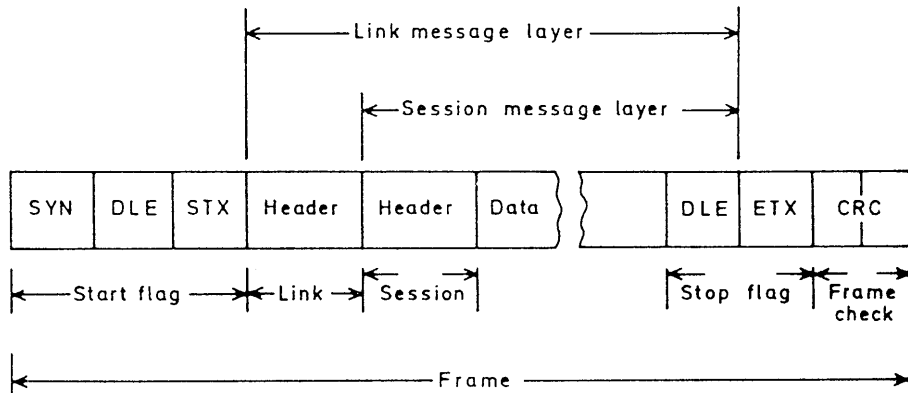 Link message layer
Session message layer
SYN DLE STX Header Header Data DLE ETX CRC
Start flag Link Session Stop flag Frame check
Frame